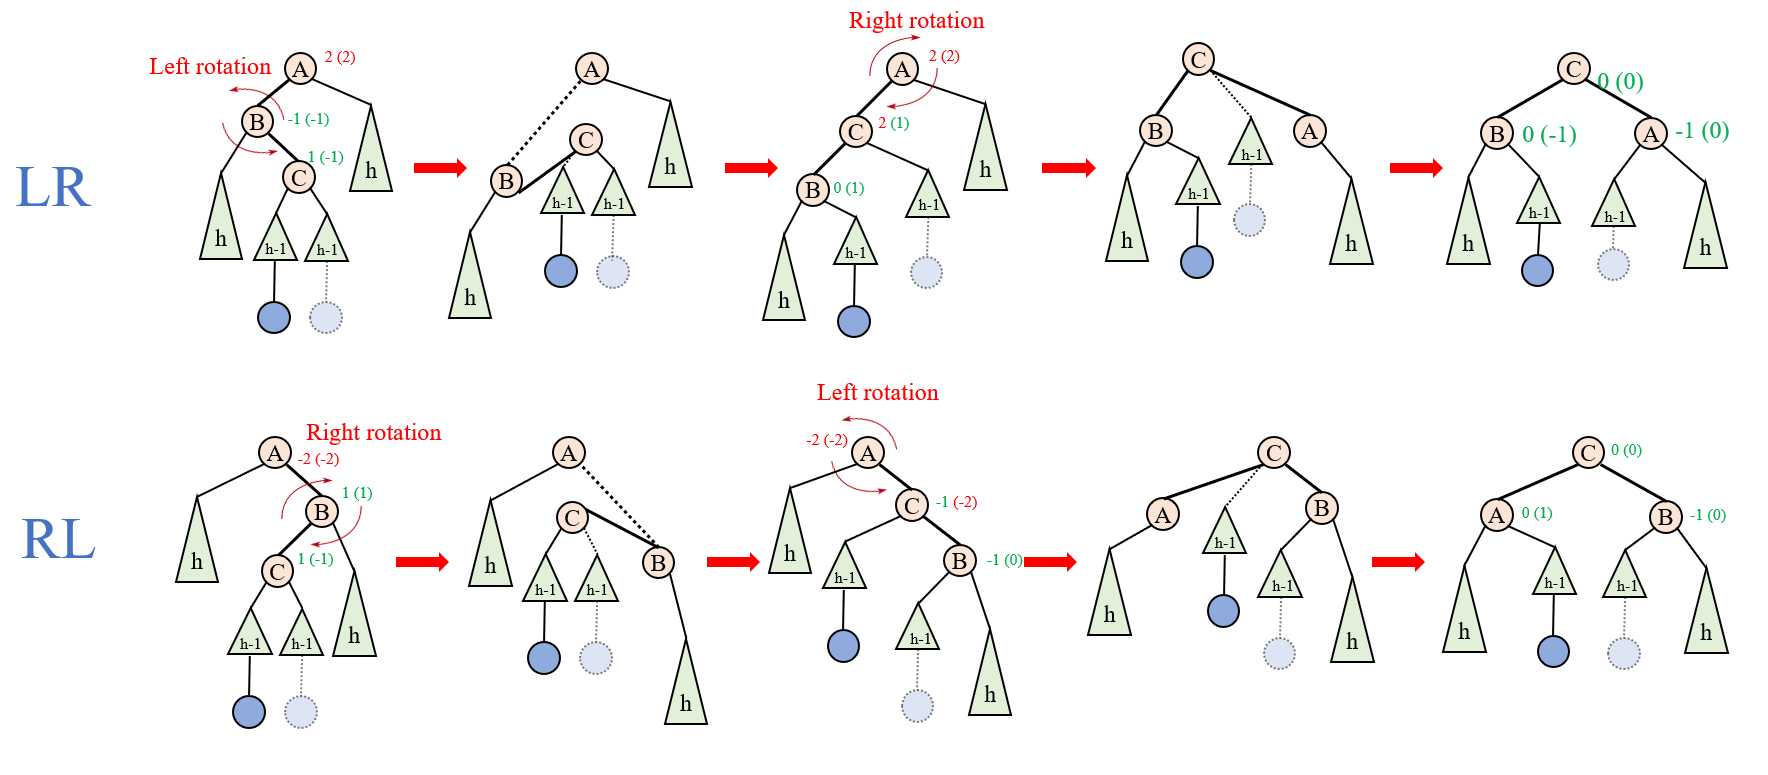 LR
Left rotation
A 2 (2)
B -1 (-1)
1 (-1)
C
h
h
h-1 h-1
A
C
B
h
h-1 h-1
h
Right rotation
A 2 (2)
C 2 (1)
B 0 (1)
h
h-1
h-1
h
C
B
A
h-1
h-1
h
h
C 0 (0)
B 0 (-1)
A -1 (0)
h
h-1
h-1
h
RL
Right rotation
A -2 (-2)
1 (1)
B
C 1 (-1)
h
h-1 h-1
h
A
C
B
h
h-1 h-1
h
Left rotation
-2 (-2) A
C -1 (-2)
B -1 (0)
h
h-1
h-1
h
C
A
B
h-1
h
h-1
h
C 0 (0)
A 0 (1)
B -1 (0)
h
h-1
h-1
h